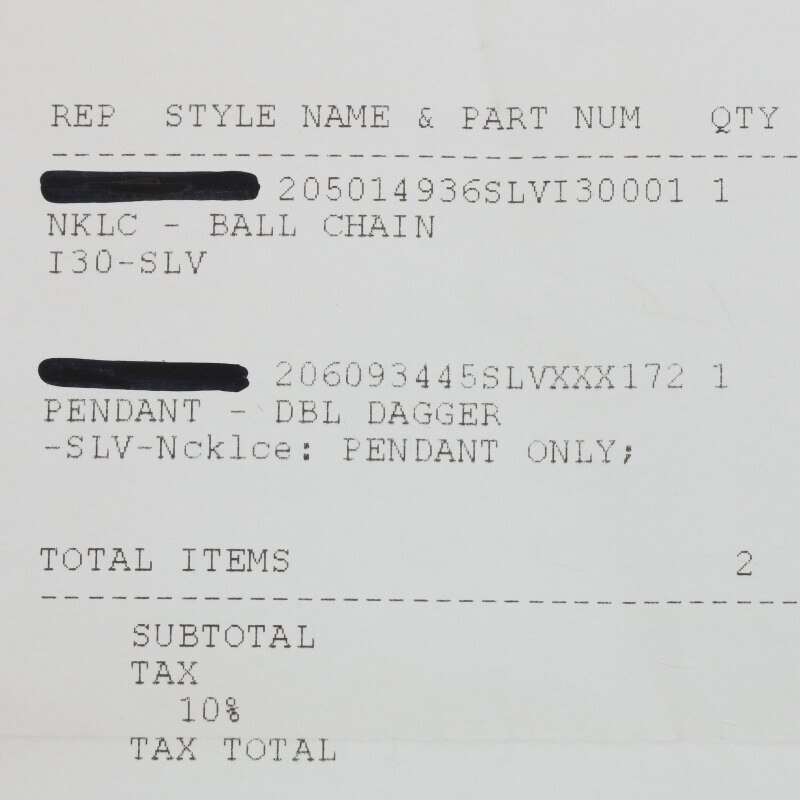 REP STYLE NAME & PART NUM QTY
205014936SLVI30001 1
NKLC - BALL CHAIN
I30-SLV
206093445SLVXXX172 1
PENDANT - DBL DAGGER
-SLV-Ncklce: PENDANT ONLY;
TOTAL ITEMS 2
SUBTOTAL
TAX
10%
TAX TOTAL